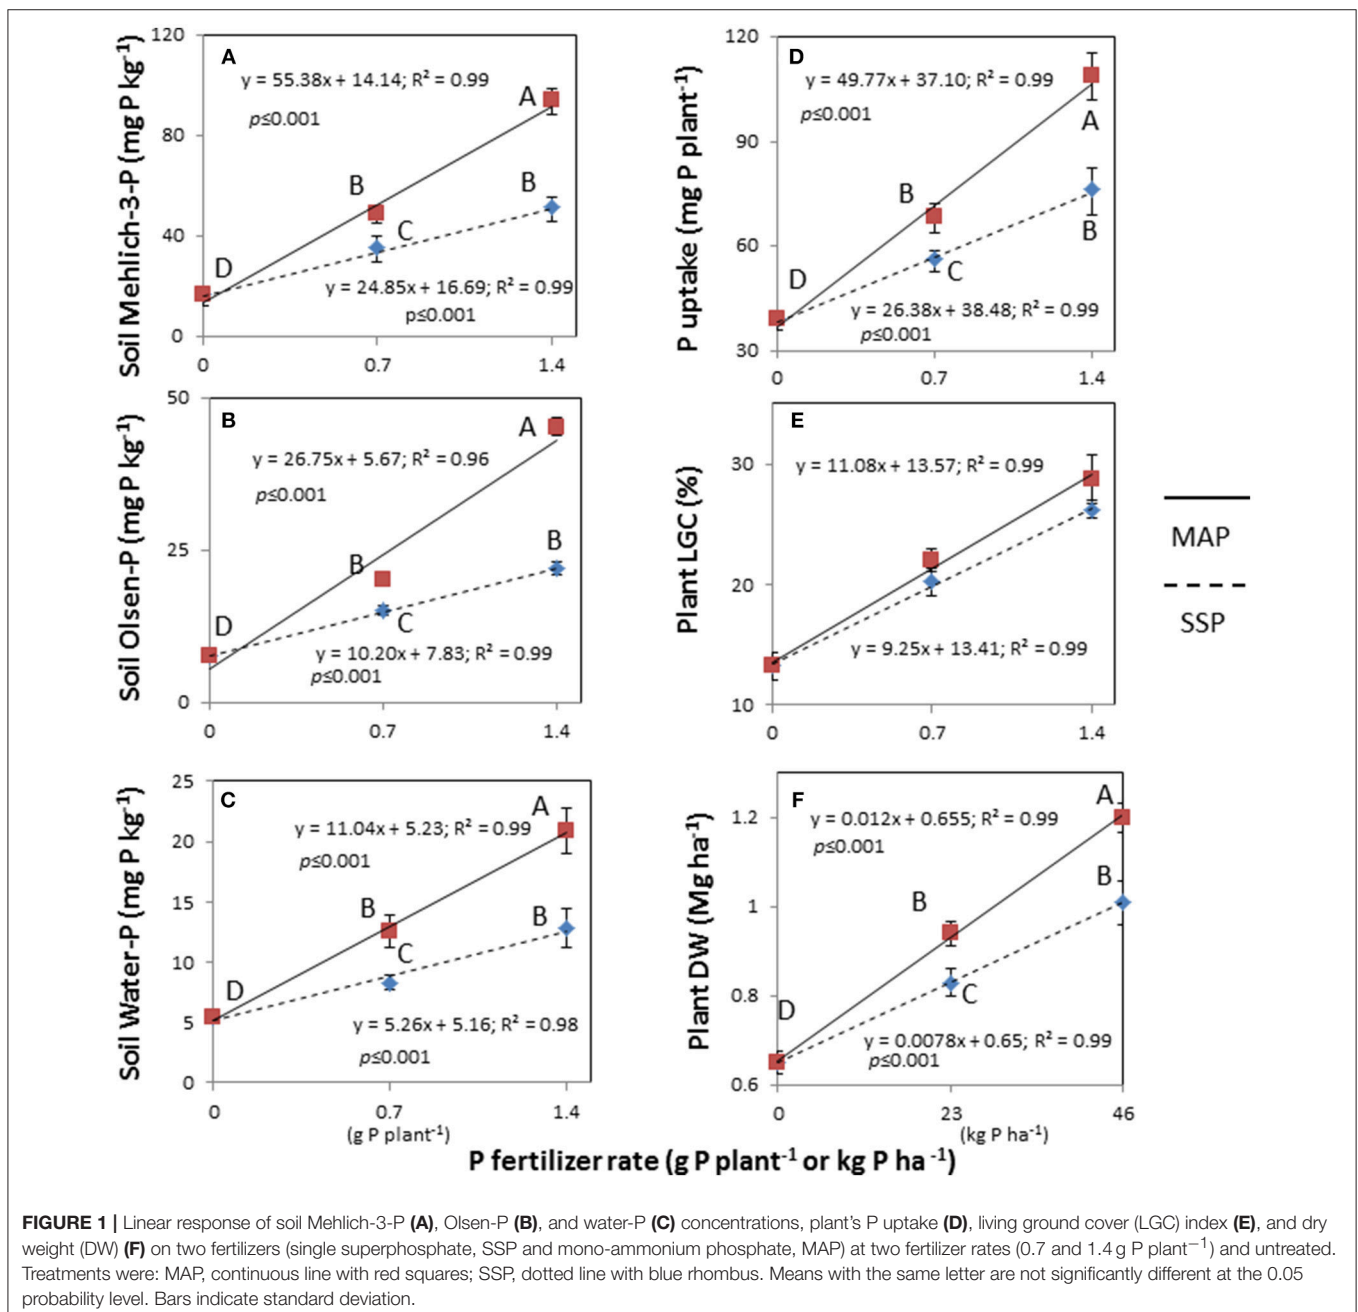 Soil Mehlich-3-P (mg P kg⁻¹)
120
80
40
0
A
y = 55.38x + 14.14; R² = 0.99
p≤0.001
A
B
B
C
D
y = 24.85x + 16.69; R² = 0.99
p≤0.001
0 0.7 1.4
P uptake (mg P plant⁻¹)
120
90
60
30
D
y = 49.77x + 37.10; R² = 0.99
p≤0.001
A
B
B
C
D
y = 26.38x + 38.48; R² = 0.99
p≤0.001
0 0.7 1.4
Soil Olsen-P (mg P kg⁻¹)
50
25
0
B
A
y = 26.75x + 5.67; R² = 0.96
p≤0.001
B
B
D
C
y = 10.20x + 7.83; R² = 0.99
p≤0.001
0 0.7 1.4
Plant LGC (%)
30
20
10
E
y = 11.08x + 13.57; R² = 0.99
y = 9.25x + 13.41; R² = 0.99
0 0.7 1.4
MAP
SSP
Soil Water-P (mg P kg⁻¹)
25
20
15
10
5
0
C
A
y = 11.04x + 5.23; R² = 0.99
p≤0.001
B
B
C
D
y = 5.26x + 5.16; R² = 0.98
p≤0.001
0 0.7 1.4
(g P plant⁻¹)
Plant DW (Mg ha⁻¹)
1.2
1
0.8
0.6
F
A
y = 0.012x + 0.655; R² = 0.99
p≤0.001
B
B
C
D
y = 0.0078x + 0.65; R² = 0.99
p≤0.001
0 23 46
(kg P ha⁻¹)
P fertilizer rate (g P plant⁻¹ or kg P ha ⁻¹)
FIGURE 1 | Linear response of soil Mehlich-3-P (A), Olsen-P (B), and water-P (C) concentrations, plant's P uptake (D), living ground cover (LGC) index (E), and dry
weight (DW) (F) on two fertilizers (single superphosphate, SSP and mono-ammonium phosphate, MAP) at two fertilizer rates (0.7 and 1.4 g P plant⁻¹) and untreated.
Treatments were: MAP, continuous line with red squares; SSP, dotted line with blue rhombus. Means with the same letter are not significantly different at the 0.05
probability level. Bars indicate standard deviation.